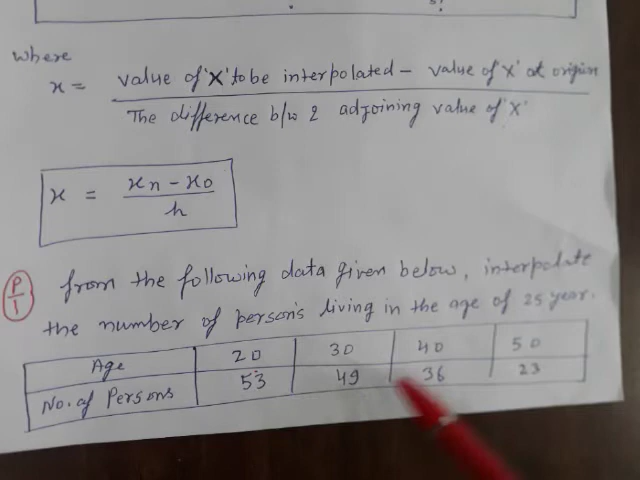 where
x = value of 'X' to be interpolated - value of 'X' at origin
The difference b/w 2 adjoining value of 'X'
x = xn - x0
h
P/1 from the following data given below, interpolate
the number of person's living in the age of 25 year.
Age 20 30 40 50
No. of Persons 53 49 36 23